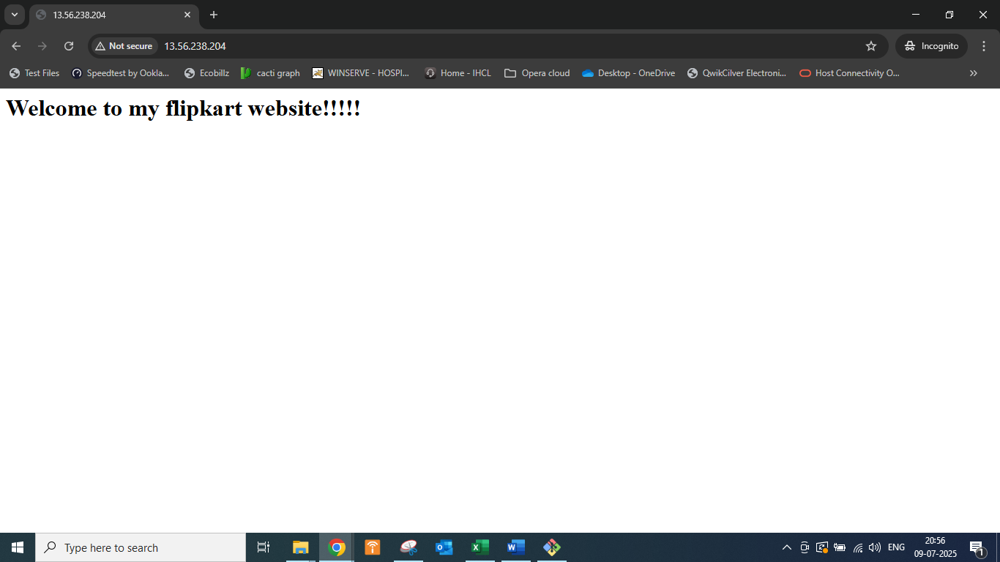 13.56.238.204
Not secure 13.56.238.204 Incognito
Test Files Speedtest by Ookla... Ecobillz cacti graph WINSERVE - HOSPI... Home - IHCL Opera cloud Desktop - OneDrive QwikCilver Electroni... Host Connectivity O...
Welcome to my flipkart website!!!!!
Type here to search
ENG
20:56
09-07-2025
1